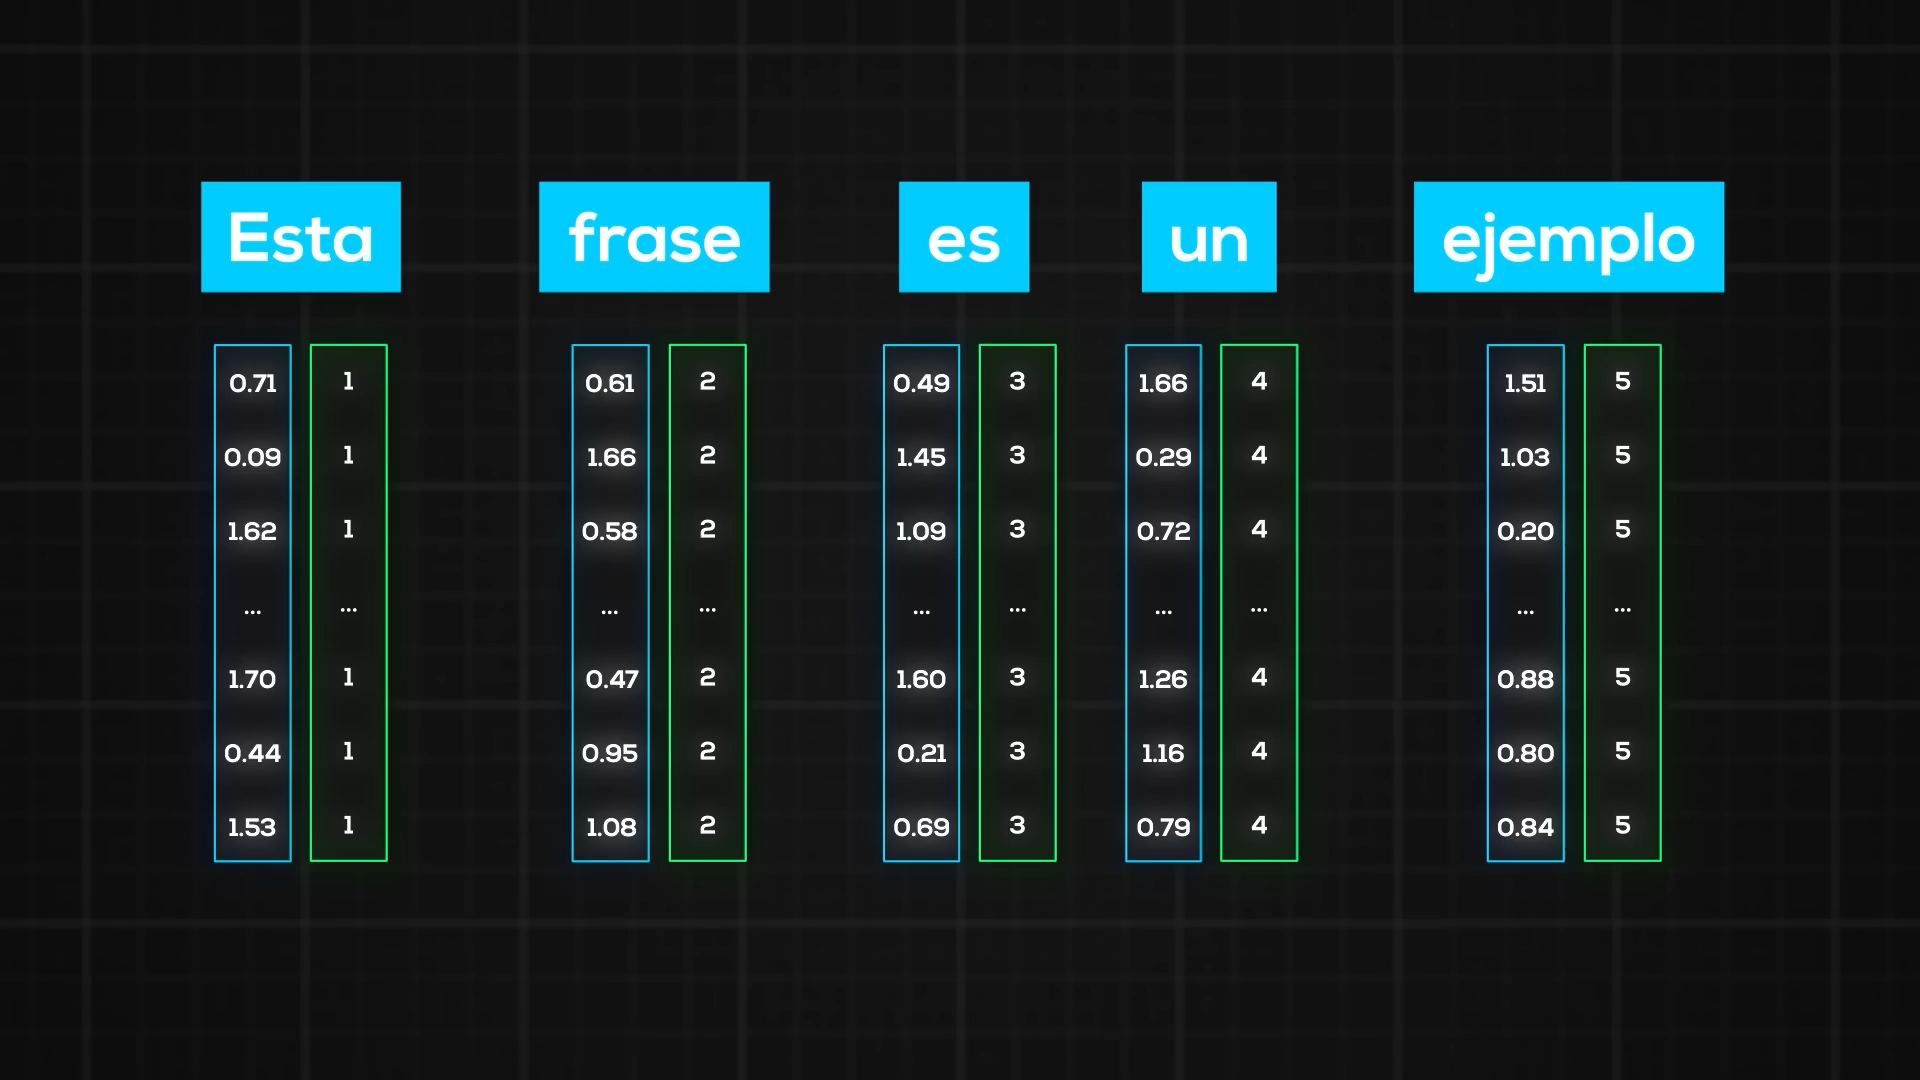 Esta frase es un ejemplo
0.71 1 0.61 2 0.49 3 1.66 4 1.51 5
0.09 1 1.66 2 1.45 3 0.29 4 1.03 5
1.62 1 0.58 2 1.09 3 0.72 4 0.20 5
... ... ... ... ... ... ... ... ... ...
1.70 1 0.47 2 1.60 3 1.26 4 0.88 5
0.44 1 0.95 2 0.21 3 1.16 4 0.80 5
1.53 1 1.08 2 0.69 3 0.79 4 0.84 5